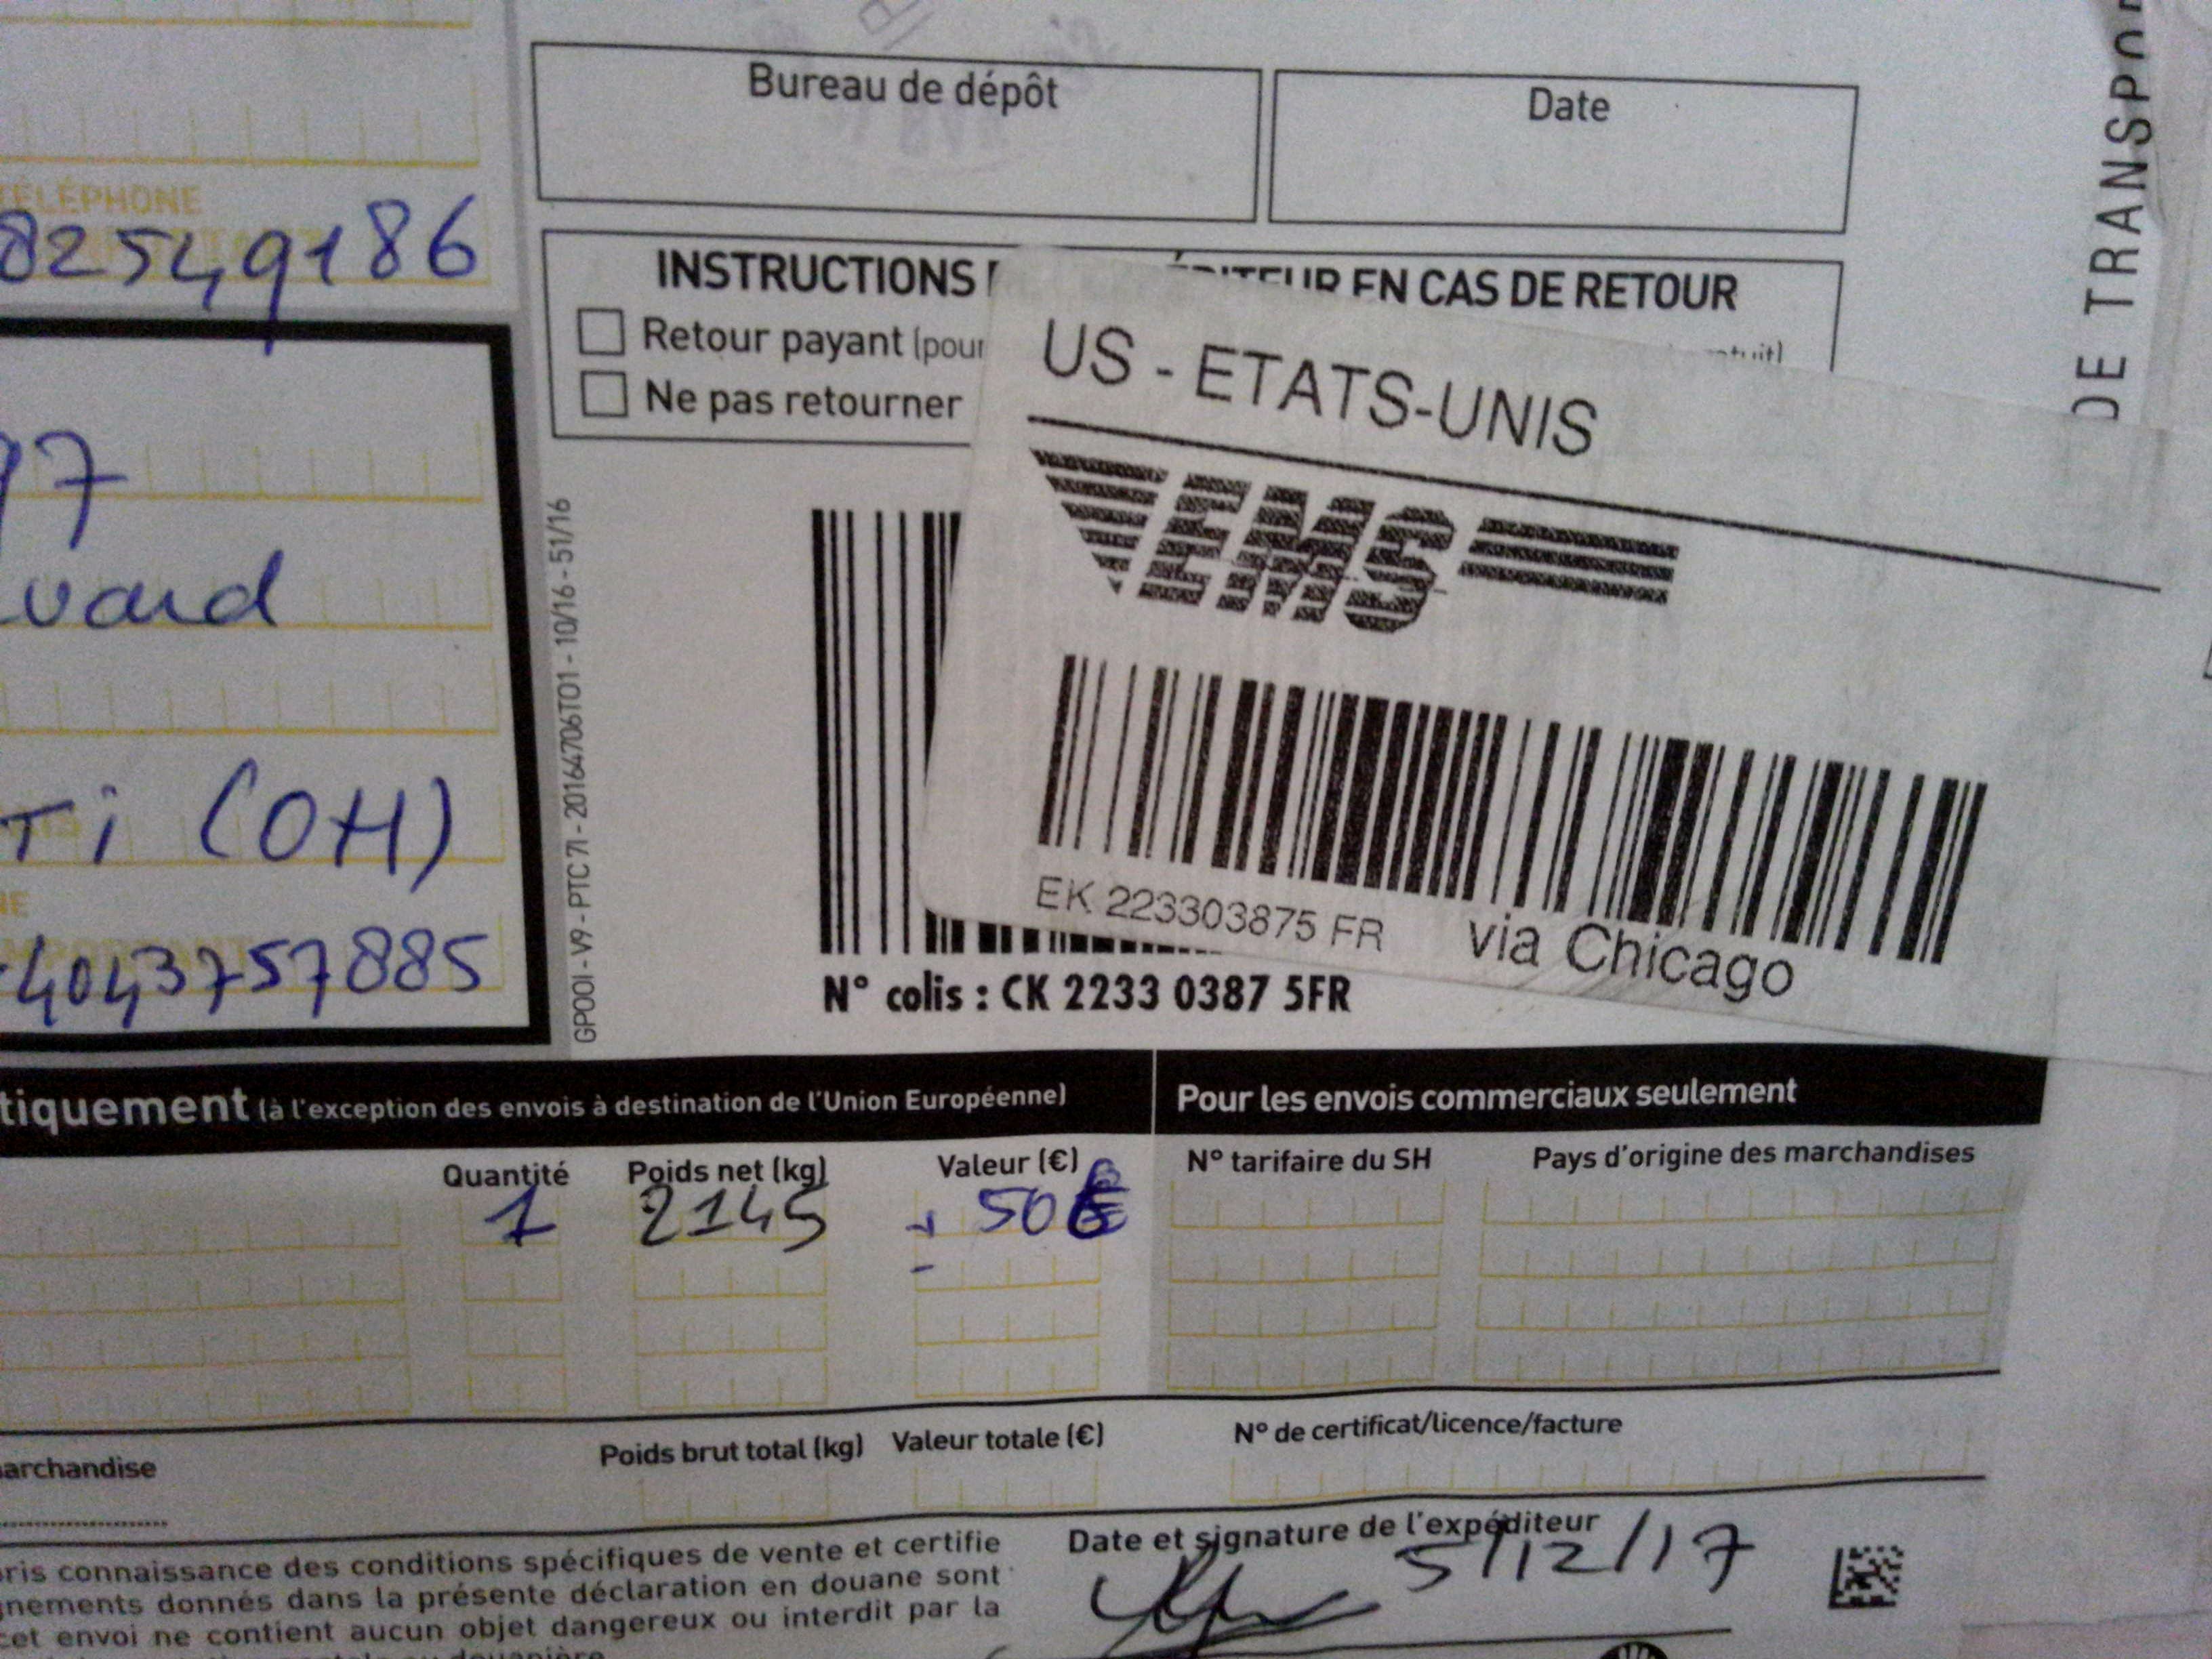 Bureau de dépôt
Date
TÉLÉPHONE
82549186
INSTRUCTIONS EN CAS DE RETOUR
Retour payant (pour
Ne pas retourner
DE TRANSPO
US - ETATS-UNIS
EMS
97
vard
Ti (OH)
4043757885
GP001 - V9 - PTC 71 - 20164706T01 - 10/16 - 51/16
EK 223303875 FR
via Chicago
N° colis : CK 2233 0387 5FR
tiquement (à l'exception des envois à destination de l'Union Européenne)
Pour les envois commerciaux seulement
Quantité
Poids net (kg)
Valeur (€)
N° tarifaire du SH
Pays d'origine des marchandises
1
2145
50 €
Poids brut total (kg)
Valeur totale (€)
N° de certificat/licence/facture
archandise
Date et signature de l'expéditeur
5/12/17
pris connaissance des conditions spécifiques de vente et certifie
gnements donnés dans la présente déclaration en douane sont
cet envoi ne contient aucun objet dangereux ou interdit par la